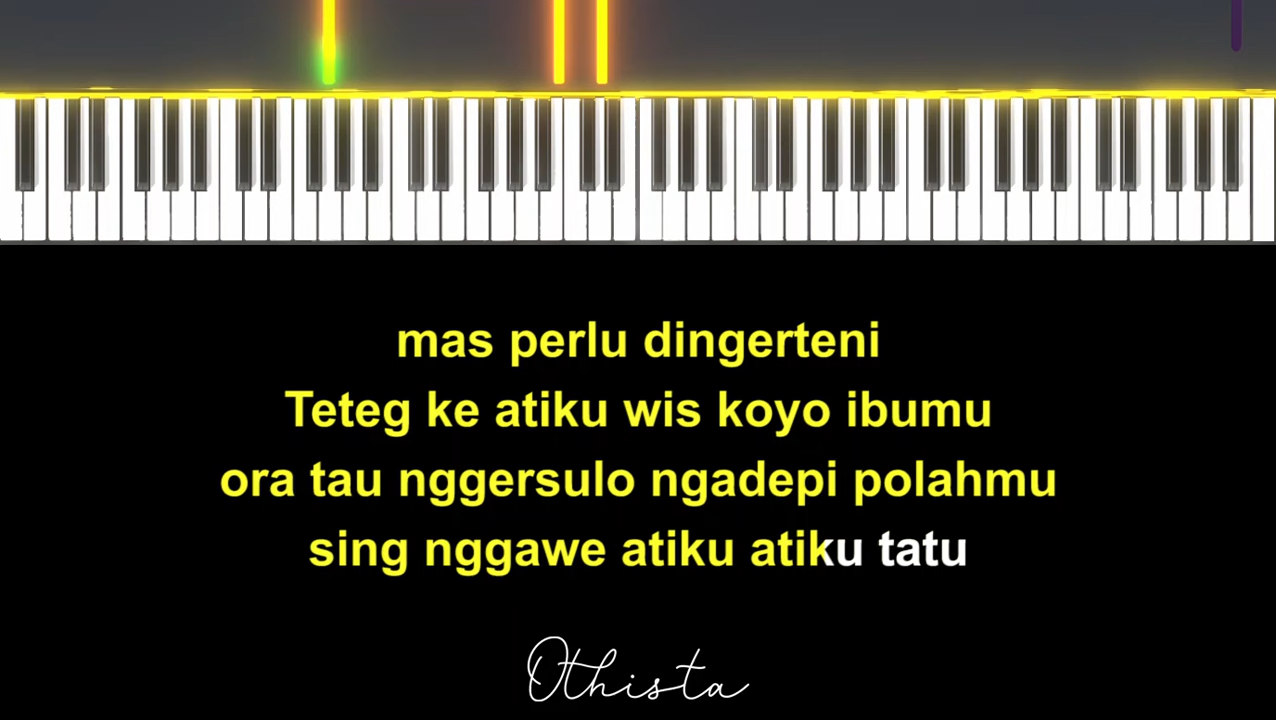 mas perlu dingerteni
Teteg ke atiku wis koyo ibumu
ora tau nggersulo ngadepi polahmu
sing nggawe atiku atiku tatu
Othista